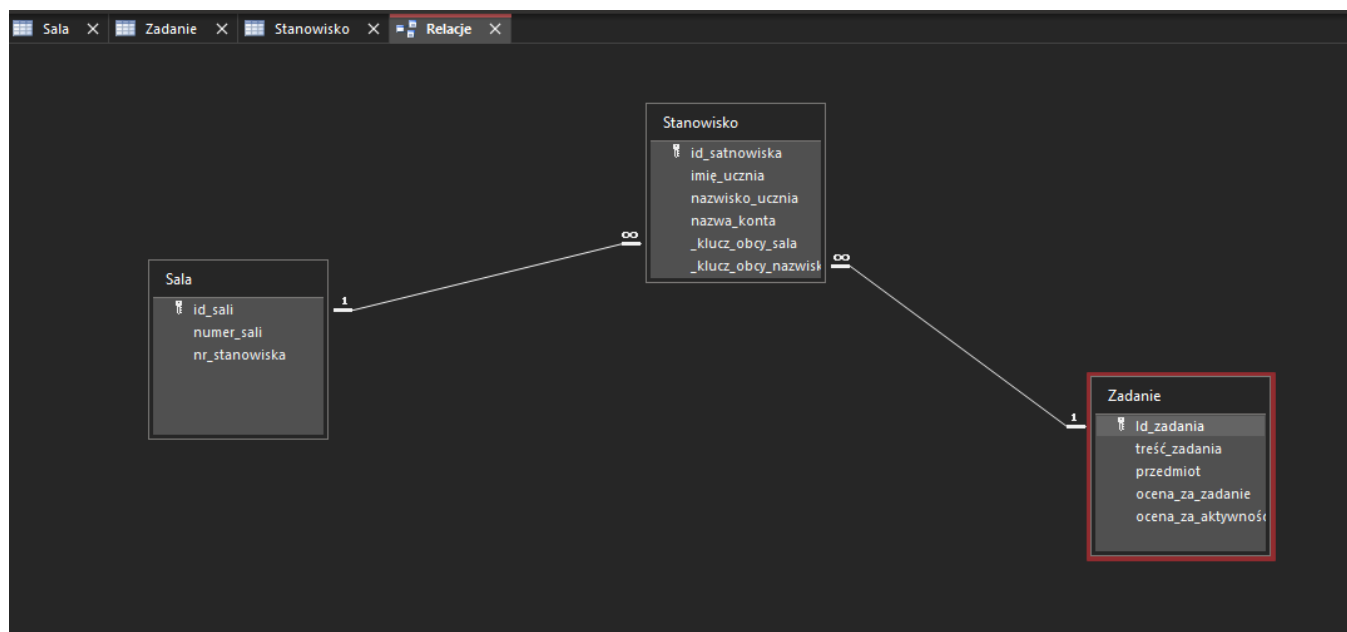 Sala Zadanie Stanowisko Relacje
Stanowisko
id_satnowiska
imię_ucznia
nazwisko_ucznia
nazwa_konta
_klucz_obcy_sala
_klucz_obcy_nazwisk
∞
∞
Sala
id_sali
numer_sali
nr_stanowiska
1
1
Zadanie
Id_zadania
treść_zadania
przedmiot
ocena_za_zadanie
ocena_za_aktywnośc